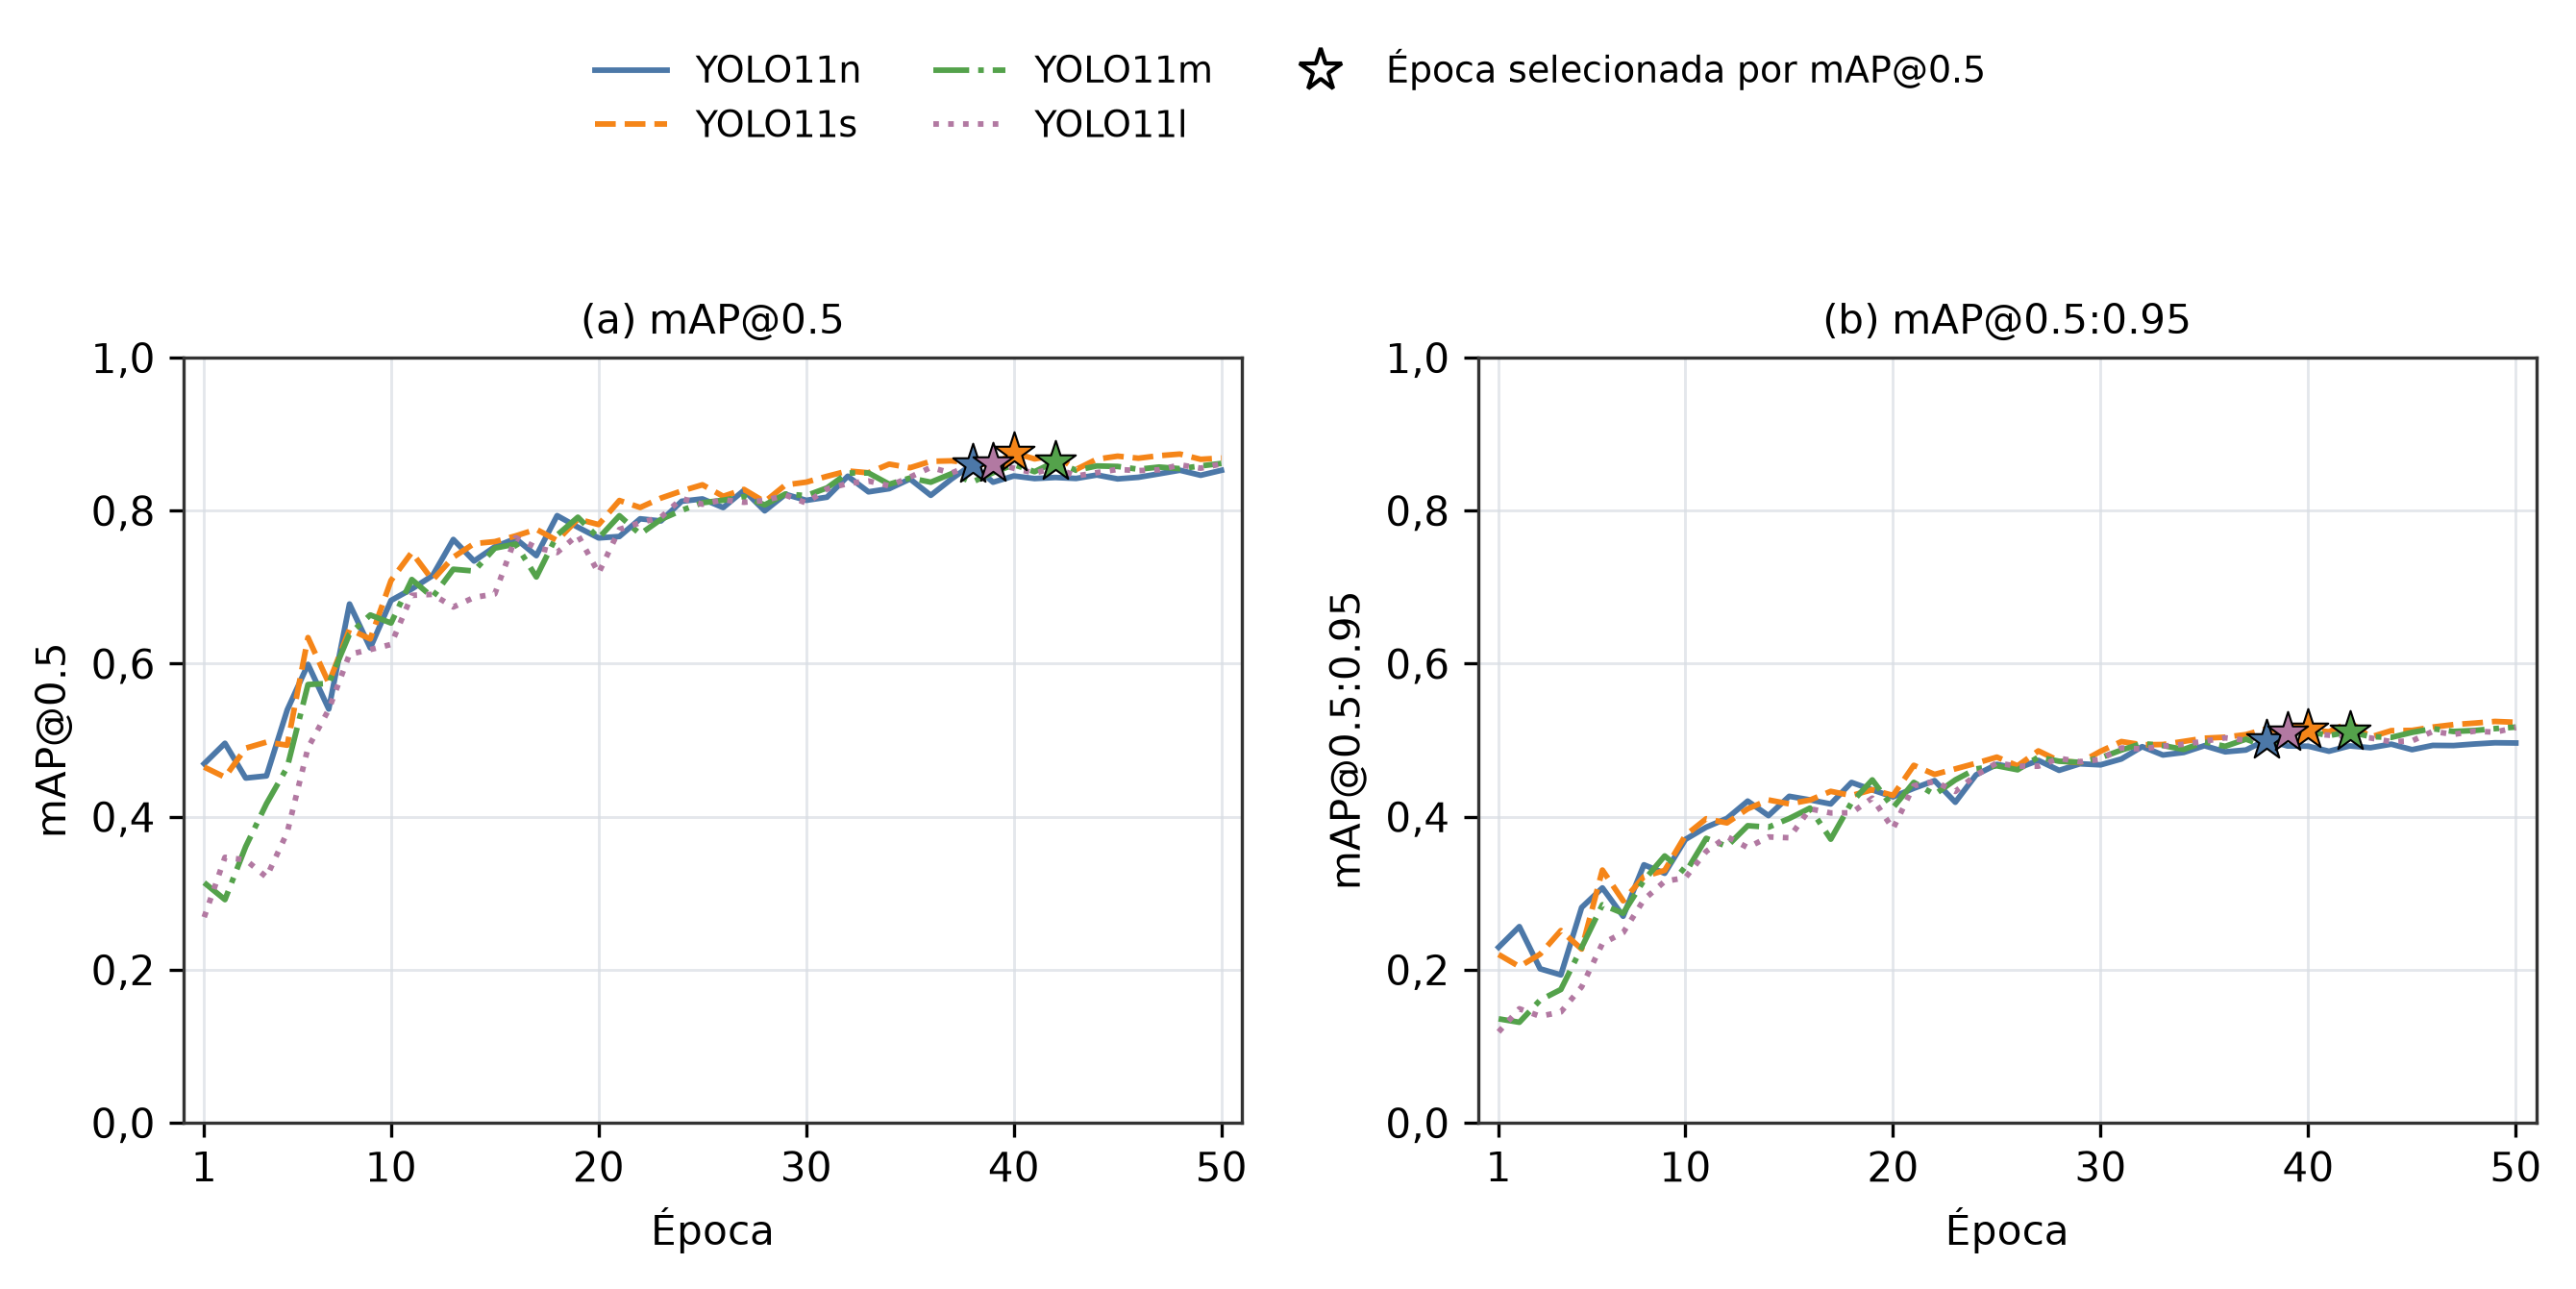 YOLO11n
YOLO11s
YOLO11m
YOLO11l
Época selecionada por mAP@0.5
(a) mAP@0.5
1,0
0,8
0,6
0,4
0,2
0,0
mAP@0.5
1 10 20 30 40 50
Época
(b) mAP@0.5:0.95
1,0
0,8
0,6
0,4
0,2
0,0
mAP@0.5:0.95
1 10 20 30 40 50
Época